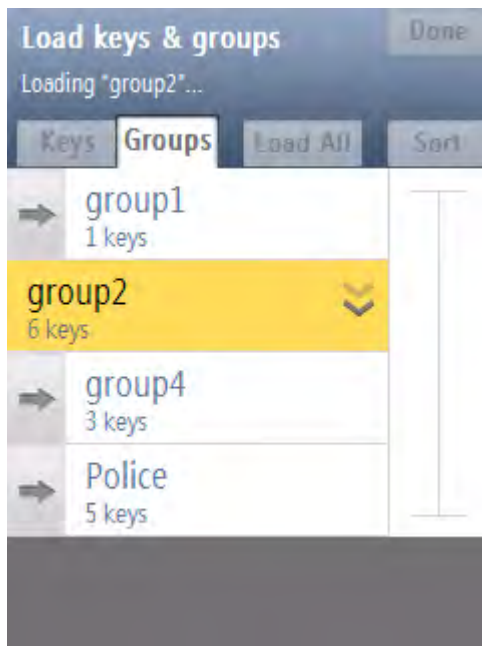 Load keys & groups
Done
Loading "group2"...
Keys
Groups
Load All
Sort
group1
1 keys
group2
6 keys
group4
3 keys
Police
5 keys